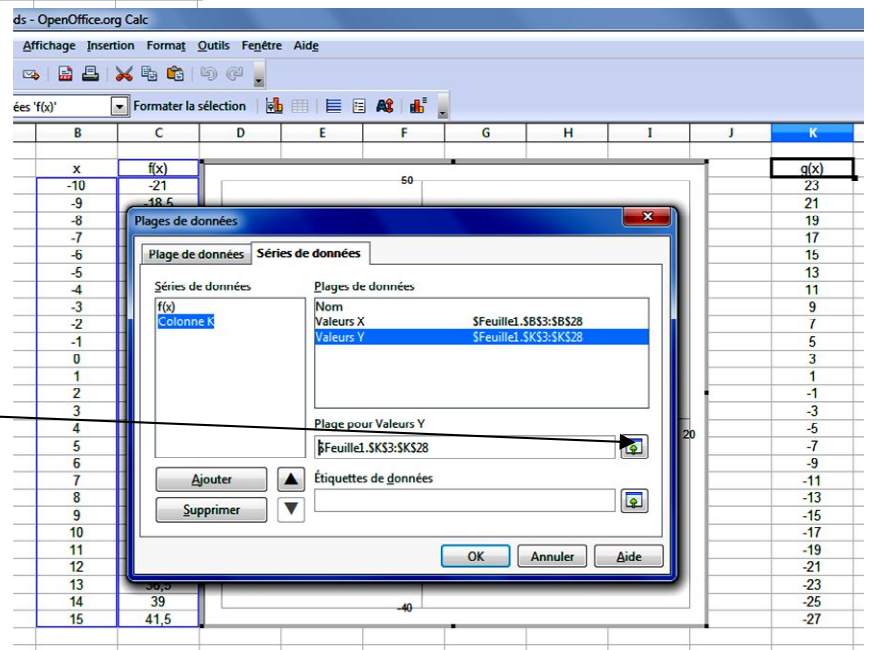 ds - OpenOffice.org Calc
Affichage Insertion Format Outils Fenêtre Aide
ées 'f(x)' Formater la sélection
B C D E F G H I J K
x f(x) g(x)
-10 -21 50 23
-9 -18,5 21
-8 Plages de données 19
-7 17
-6 Plage de données Séries de données 15
-5 13
-4 Séries de données Plages de données 11
-3 f(x) Nom 9
-2 Colonne K Valeurs X $Feuille1.$B$3:$B$28 7
-1 Valeurs Y $Feuille1.$K$3:$K$28 5
0 3
1 1
2 -1
3 -3
4 Plage pour Valeurs Y 20 -5
5 $Feuille1.$K$3:$K$28 -7
6 -9
7 Ajouter Étiquettes de données -11
8 -13
9 Supprimer -15
10 -17
11 OK Annuler Aide -19
12 -21
13 36,5 -23
14 39 -40 -25
15 41,5 -27